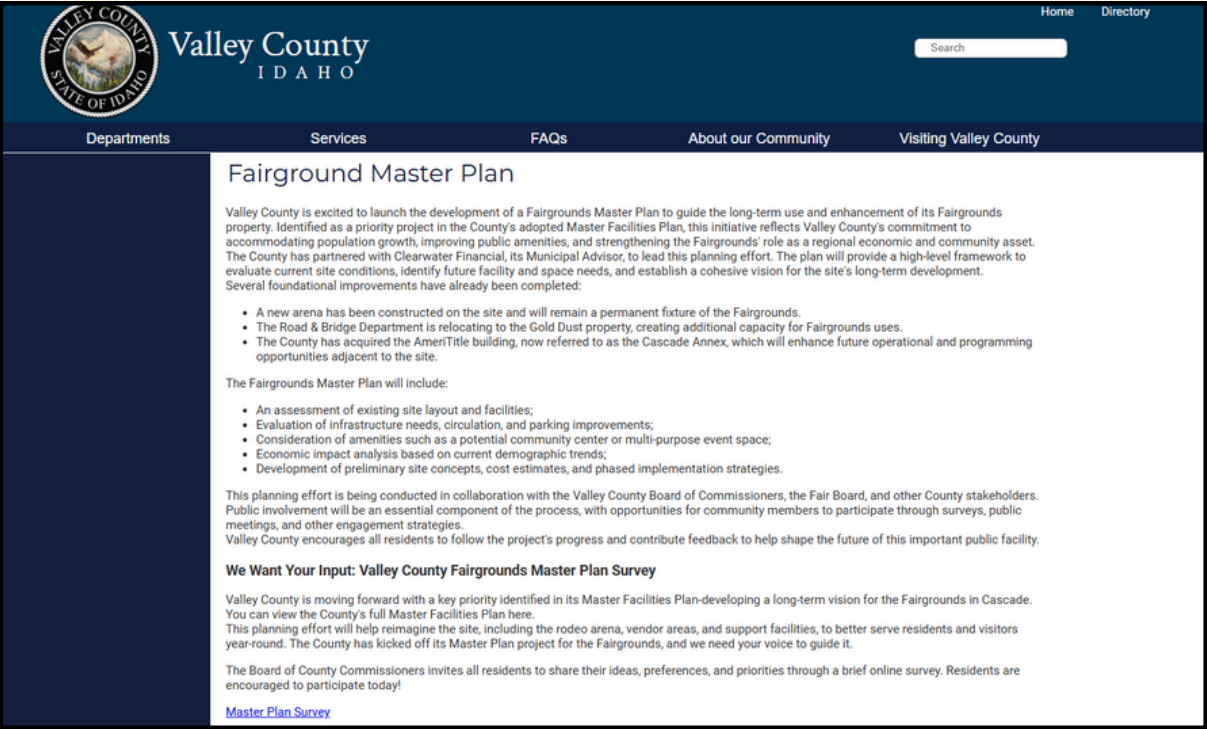 Home Directory
VALLEY COUNTY
STATE OF IDAHO
Valley County
IDAHO
Search
Departments Services FAQs About our Community Visiting Valley County
Fairground Master Plan
Valley County is excited to launch the development of a Fairgrounds Master Plan to guide the long-term use and enhancement of its Fairgrounds
property. Identified as a priority project in the County's adopted Master Facilities Plan, this initiative reflects Valley County's commitment to
accommodating population growth, improving public amenities, and strengthening the Fairgrounds' role as a regional economic and community asset.
The County has partnered with Clearwater Financial, its Municipal Advisor, to lead this planning effort. The plan will provide a high-level framework to
evaluate current site conditions, identify future facility and space needs, and establish a cohesive vision for the site's long-term development.
Several foundational improvements have already been completed:
• A new arena has been constructed on the site and will remain a permanent fixture of the Fairgrounds.
• The Road & Bridge Department is relocating to the Gold Dust property, creating additional capacity for Fairgrounds uses.
• The County has acquired the AmeriTitle building, now referred to as the Cascade Annex, which will enhance future operational and programming
opportunities adjacent to the site.
The Fairgrounds Master Plan will include:
• An assessment of existing site layout and facilities;
• Evaluation of infrastructure needs, circulation, and parking improvements;
• Consideration of amenities such as a potential community center or multi-purpose event space;
• Economic impact analysis based on current demographic trends;
• Development of preliminary site concepts, cost estimates, and phased implementation strategies.
This planning effort is being conducted in collaboration with the Valley County Board of Commissioners, the Fair Board, and other County stakeholders.
Public involvement will be an essential component of the process, with opportunities for community members to participate through surveys, public
meetings, and other engagement strategies.
Valley County encourages all residents to follow the project's progress and contribute feedback to help shape the future of this important public facility.
We Want Your Input: Valley County Fairgrounds Master Plan Survey
Valley County is moving forward with a key priority identified in its Master Facilities Plan-developing a long-term vision for the Fairgrounds in Cascade.
You can view the County's full Master Facilities Plan here.
This planning effort will help reimagine the site, including the rodeo arena, vendor areas, and support facilities, to better serve residents and visitors
year-round. The County has kicked off its Master Plan project for the Fairgrounds, and we need your voice to guide it.
The Board of County Commissioners invites all residents to share their ideas, preferences, and priorities through a brief online survey. Residents are
encouraged to participate today!
Master Plan Survey